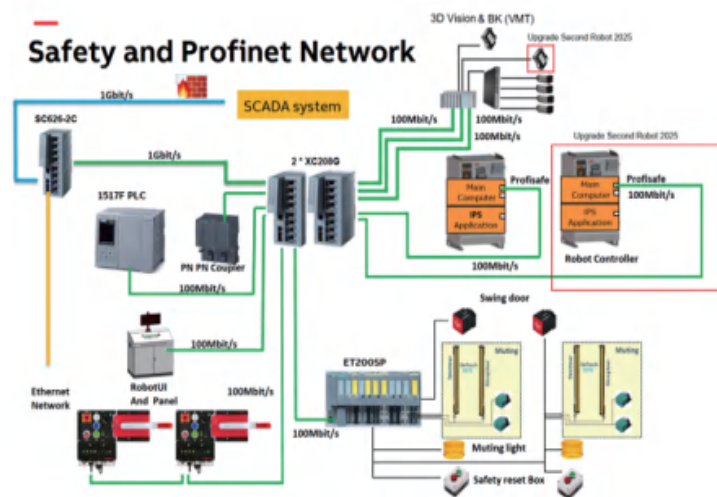 Safety and Profinet Network
3D Vision & BK (VMT)
Upgrade Second Robot 2025
1Gbit/s
SCADA system
SC626-2C
100Mbit/s
100Mbit/s
100Mbit/s
1Gbit/s
2 * XC208G
Upgrade Second Robot 2025
1517F PLC
PN PN Coupler
Profisafe
Main
Computer
IPS
Application
Profisafe
100Mbit/s
Main
Computer
IPS
Application
Robot Controller
100Mbit/s
100Mbit/s
Swing door
100Mbit/s
ET200SP
Muting
Muting
RobotUI
And Panel
Ethernet
Network
100Mbit/s
100Mbit/s
Muting light
Safety reset Box